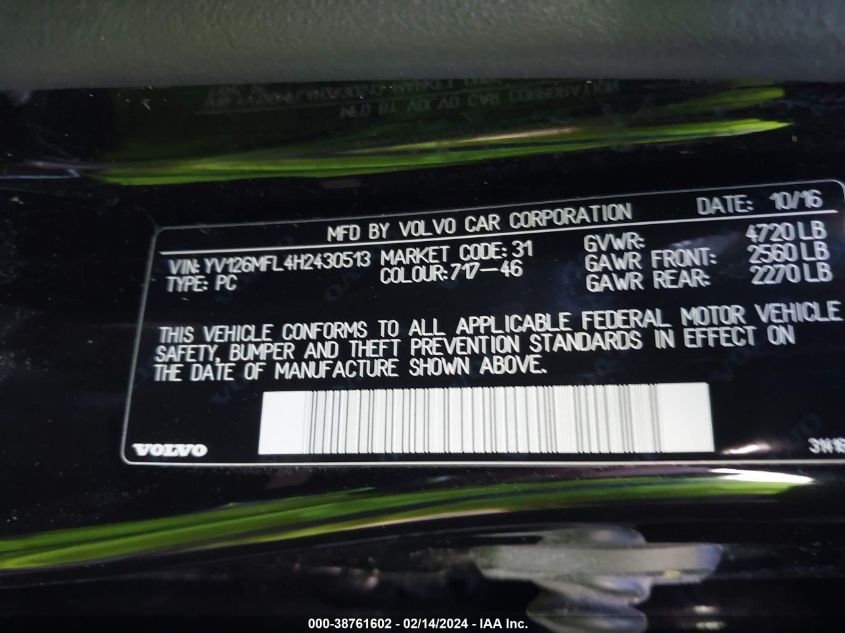 MFD BY VOLVO CAR CORPORATION
DATE: 10/16
VIN: YV126MFL4H2430513 MARKET CODE: 31 GVWR: 4720 LB
TYPE: PC COLOUR: 717-46 GAWR FRONT: 2560 LB
GAWR REAR: 2270 LB
THIS VEHICLE CONFORMS TO ALL APPLICABLE FEDERAL MOTOR VEHICLE
SAFETY, BUMPER AND THEFT PREVENTION STANDARDS IN EFFECT ON
THE DATE OF MANUFACTURE SHOWN ABOVE.
VOLVO
000-38761602 - 02/14/2024 - IAA Inc.